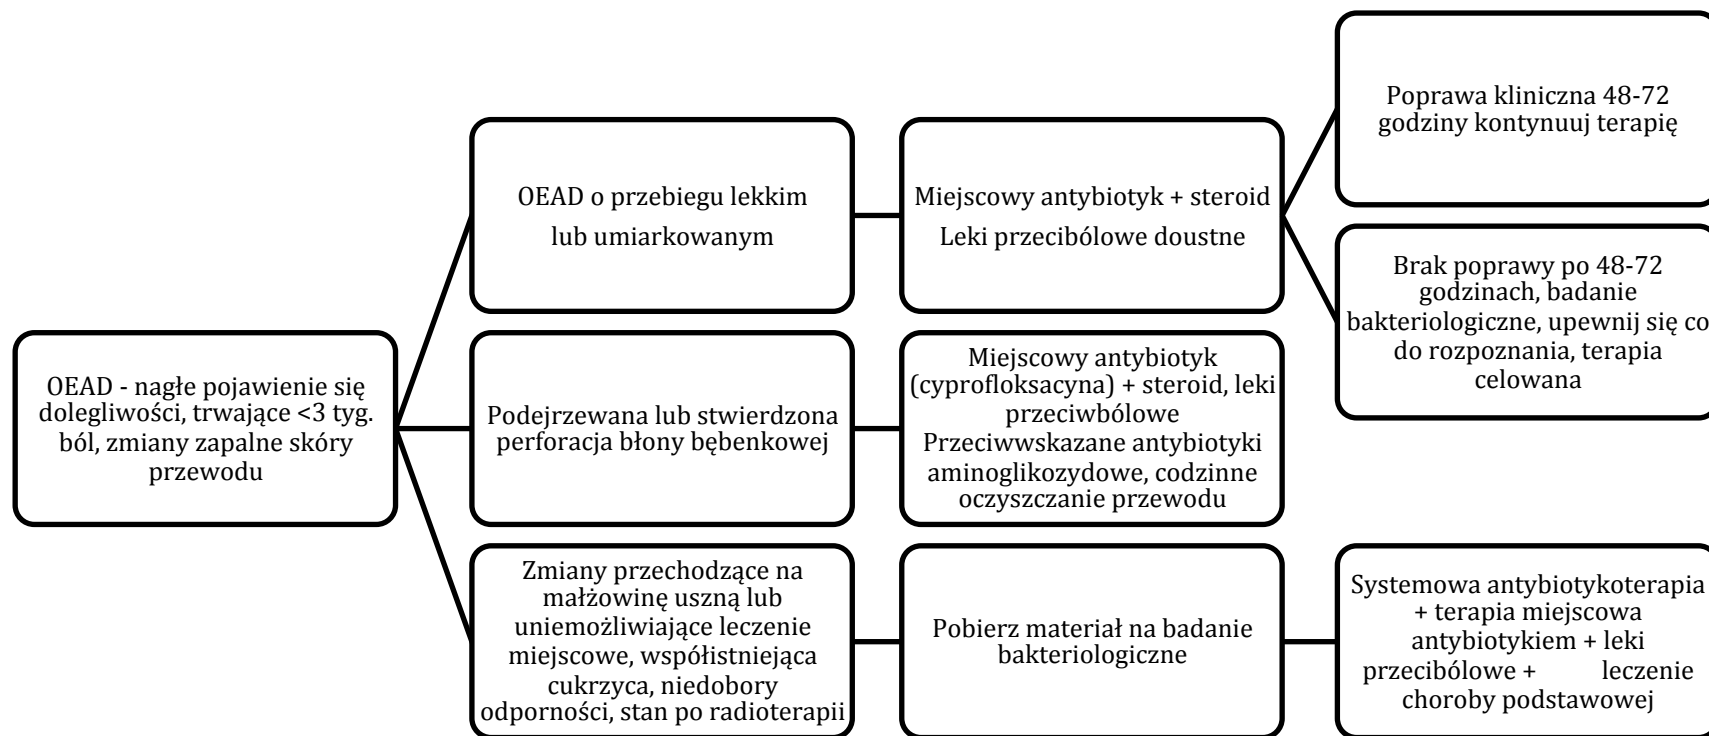 OEAD - nagłe pojawienie się
dolegliwości, trwające <3 tyg.
ból, zmiany zapalne skóry
przewodu
OEAD o przebiegu lekkim
lub umiarkowanym
Miejscowy antybiotyk + steroid
Leki przecibólowe doustne
Poprawa kliniczna 48-72
godziny kontynuuj terapię
Brak poprawy po 48-72
godzinach, badanie
bakteriologiczne, upewnij się co
do rozpoznania, terapia
celowana
Podejrzewana lub stwierdzona
perforacja błony bębenkowej
Miejscowy antybiotyk
(cyprofloksacyna) + steroid, leki
przeciwbólowe
Przeciwwskazane antybiotyki
aminoglikozydowe, codzinne
oczyszczanie przewodu
Zmiany przechodzące na
małżowinę uszną lub
uniemożliwiające leczenie
miejscowe, współistniejąca
cukrzyca, niedobory
odporności, stan po radioterapii
Pobierz materiał na badanie
bakteriologiczne
Systemowa antybiotykoterapia
+ terapia miejscowa
antybiotykiem + leki
przecibólowe + leczenie
choroby podstawowej